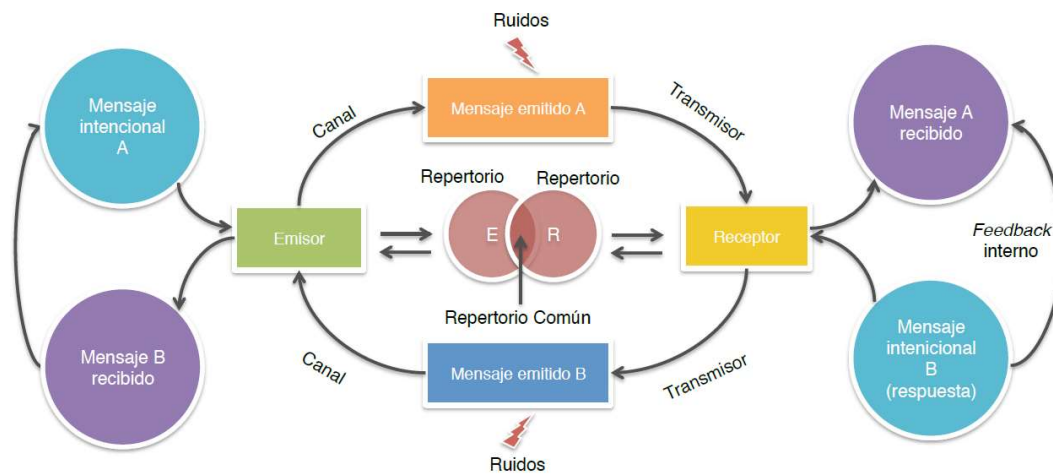 Ruidos
Mensaje
intencional
A
Canal
Mensaje emitido A
Transmisor
Mensaje A
recibido
Repertorio
Repertorio
Emisor
E
R
Receptor
Feedback
interno
Repertorio Común
Mensaje B
recibido
Canal
Mensaje emitido B
Transmisor
Mensaje
intenicional
B
(respuesta)
Ruidos